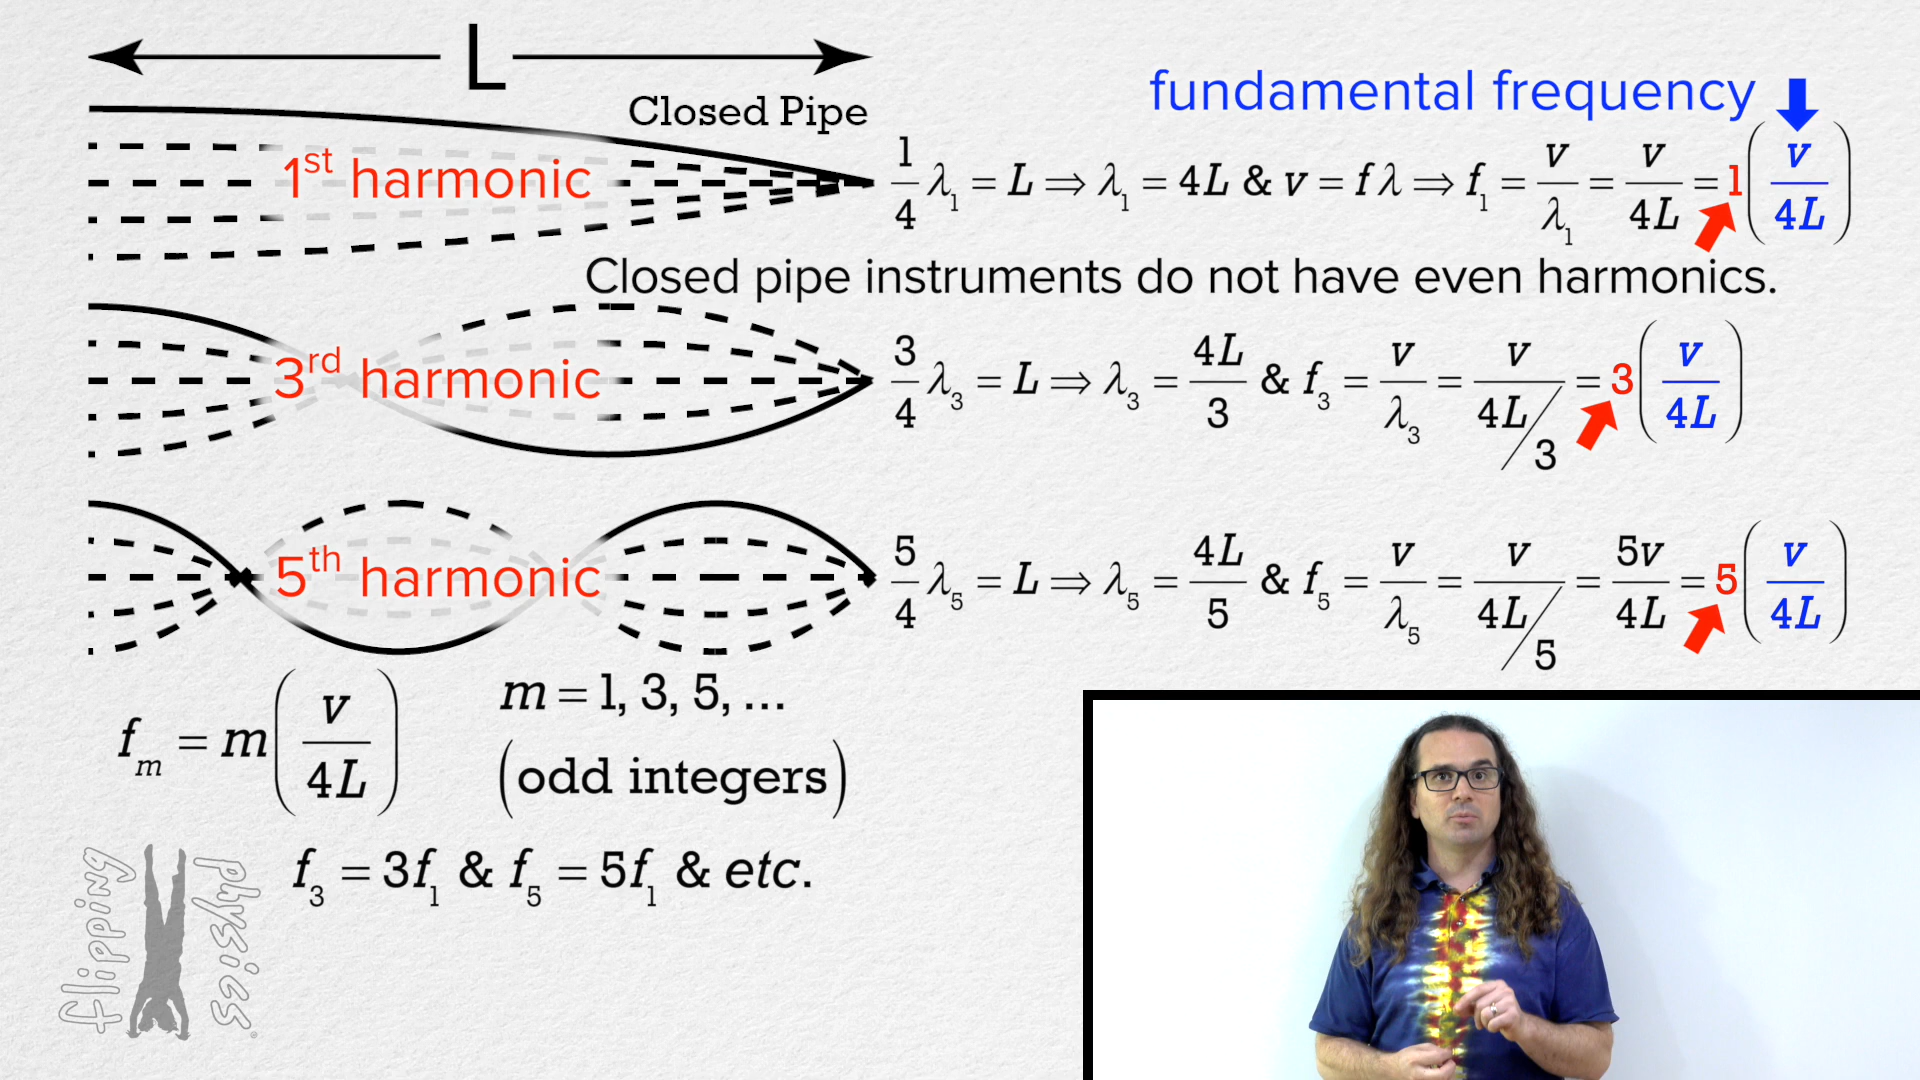 L
Closed Pipe
fundamental frequency
1st harmonic
1/4 λ₁ = L ⇒ λ₁ = 4L & v = fλ ⇒ f₁ = v/λ₁ = v/4L = 1(v/4L)
Closed pipe instruments do not have even harmonics.
3rd harmonic
3/4 λ₃ = L ⇒ λ₃ = 4L/3 & f₃ = v/λ₃ = v/(4L/3) = 3(v/4L)
5th harmonic
5/4 λ₅ = L ⇒ λ₅ = 4L/5 & f₅ = v/λ₅ = v/(4L/5) = 5v/4L = 5(v/4L)
fₘ = m(v/4L)
m = 1, 3, 5, ...
(odd integers)
f₃ = 3f₁ & f₅ = 5f₁ & etc.
flipping
physics